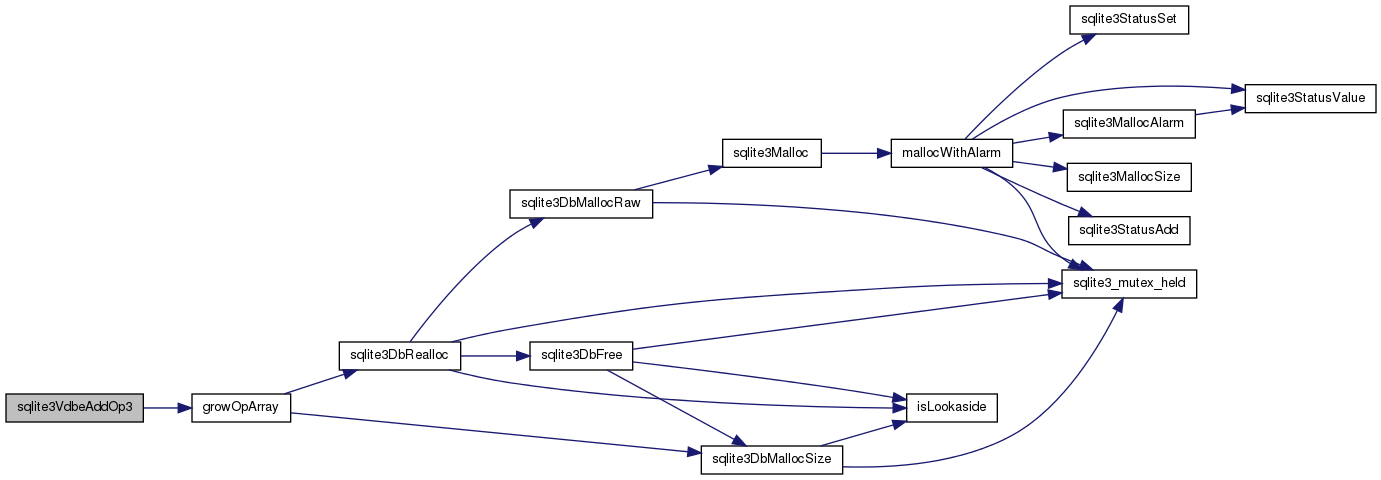 sqlite3StatusSet
sqlite3StatusValue
sqlite3MallocAlarm
sqlite3Malloc
mallocWithAlarm
sqlite3MallocSize
sqlite3DbMallocRaw
sqlite3StatusAdd
sqlite3_mutex_held
sqlite3DbRealloc
sqlite3DbFree
sqlite3VdbeAddOp3
growOpArray
isLookaside
sqlite3DbMallocSize